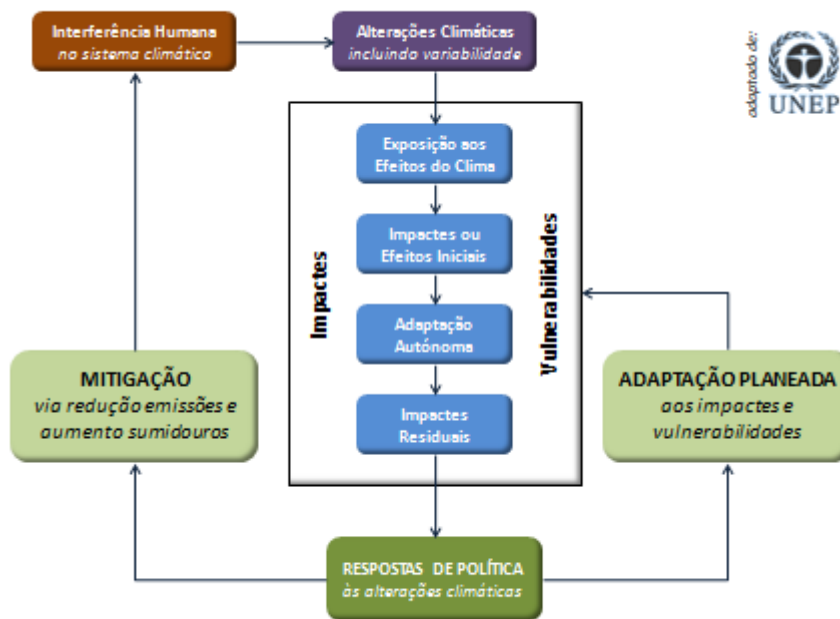 Interferência Humana
no sistema climático
Alterações Climáticas
incluindo variabilidade
adaptado de:
UNEP
Exposição aos
Efeitos do Clima
Impactes ou
Efeitos Iniciais
Adaptação
Autónoma
Impactes
Residuais
Impactes
Vulnerabilidades
MITIGAÇÃO
via redução emissões e
aumento sumidouros
ADAPTAÇÃO PLANEADA
aos impactes e
vulnerabilidades
RESPOSTAS DE POLÍTICA
às alterações climáticas